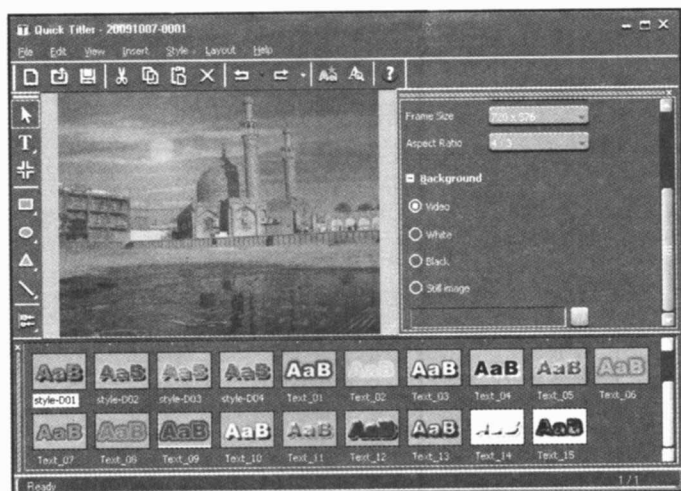 Quick Titler - 20091007-0001
File Edit View Insert Style Layout Help
T
Frame Size 720 x 576
Aspect Ratio 4 / 3
Background
Video
White
Black
Still image
AaB AaB AaB AaB AaB AaB AaB AaB AaB AaB
style-D01 style-D02 style-D03 style-D04 Text_01 Text_02 Text_03 Text_04 Text_05 Text_06
AaB AaB AaB AaB AaB AaB AaB AaB
Text_07 Text_08 Text_09 Text_10 Text_11 Text_12 Text_13 Text_14 Text_15
Ready 1 / 1